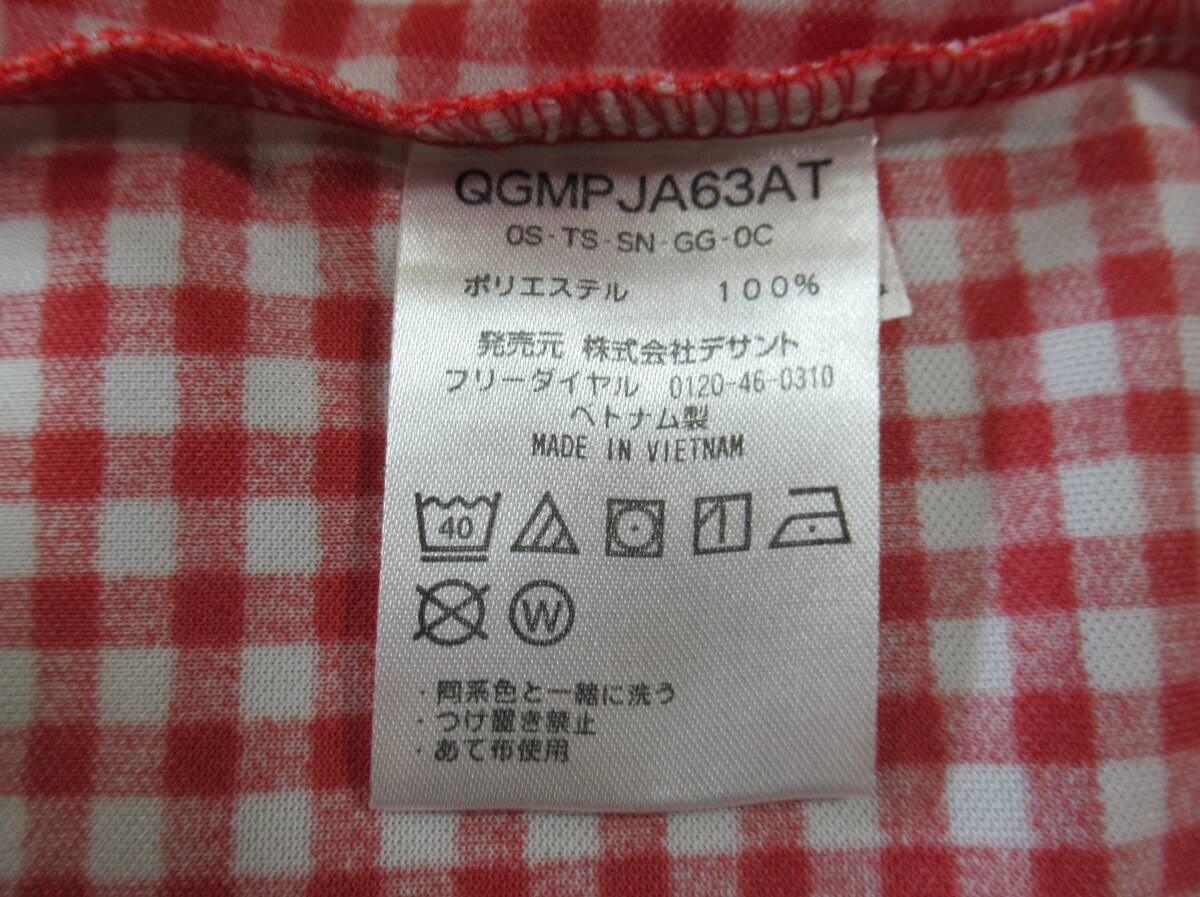 QGMPJA63AT
OS-TS-SN-GG-OC
ポリエステル 100%
発売元 株式会社デサント
フリーダイヤル 0120-46-0310
ベトナム製
MADE IN VIETNAM
40
W
・同系色と一緒に洗う
・つけ置き禁止
・あて布使用